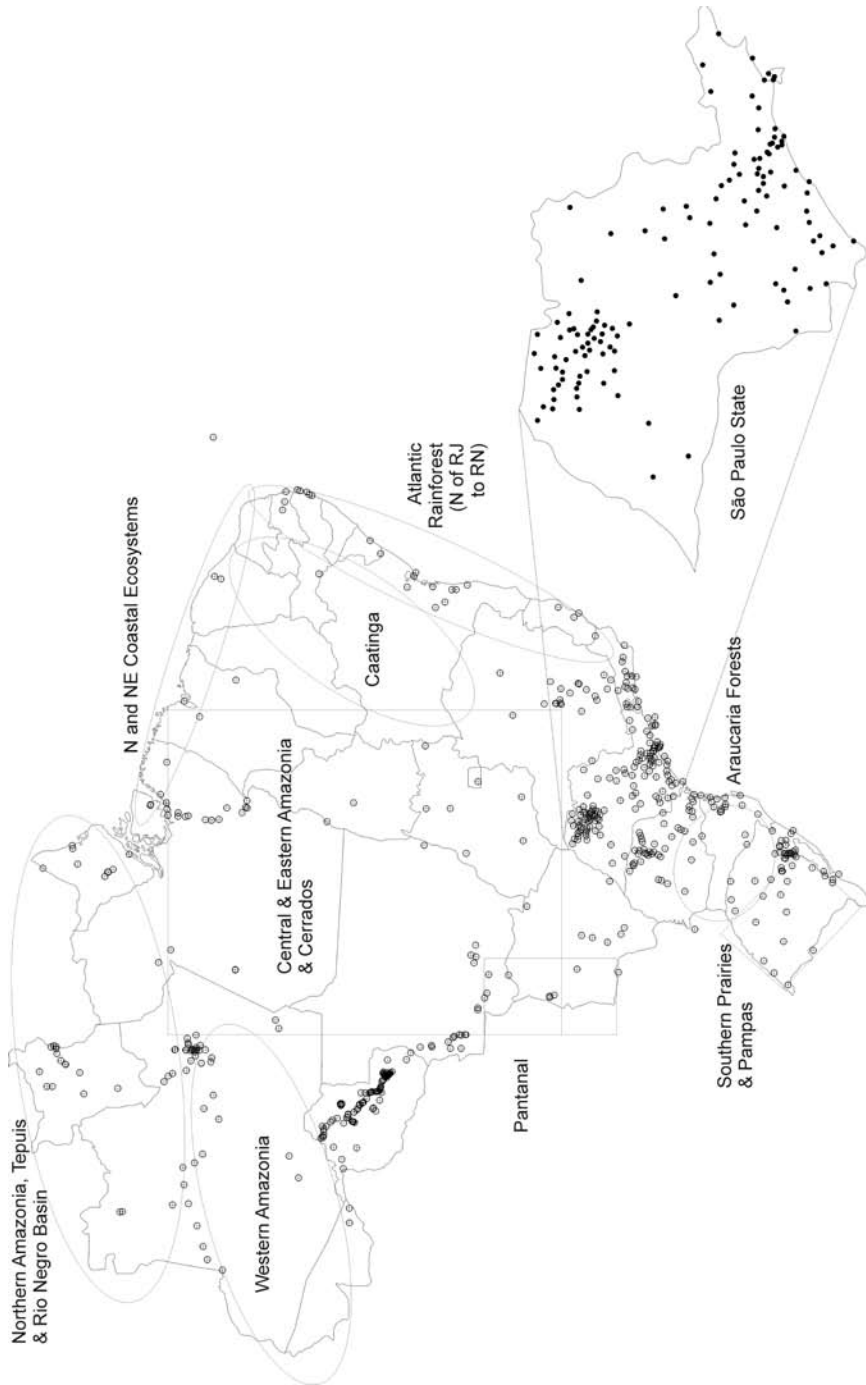 Northern Amazonia, Tepuis
& Rio Negro Basin
N and NE Coastal Ecosystems
Western Amazonia
Central & Eastern Amazonia
& Cerrados
Caatinga
Atlantic
Rainforest
(N of RJ
to RN)
Pantanal
Southern Prairies
& Pampas
Araucaria Forests
São Paulo State